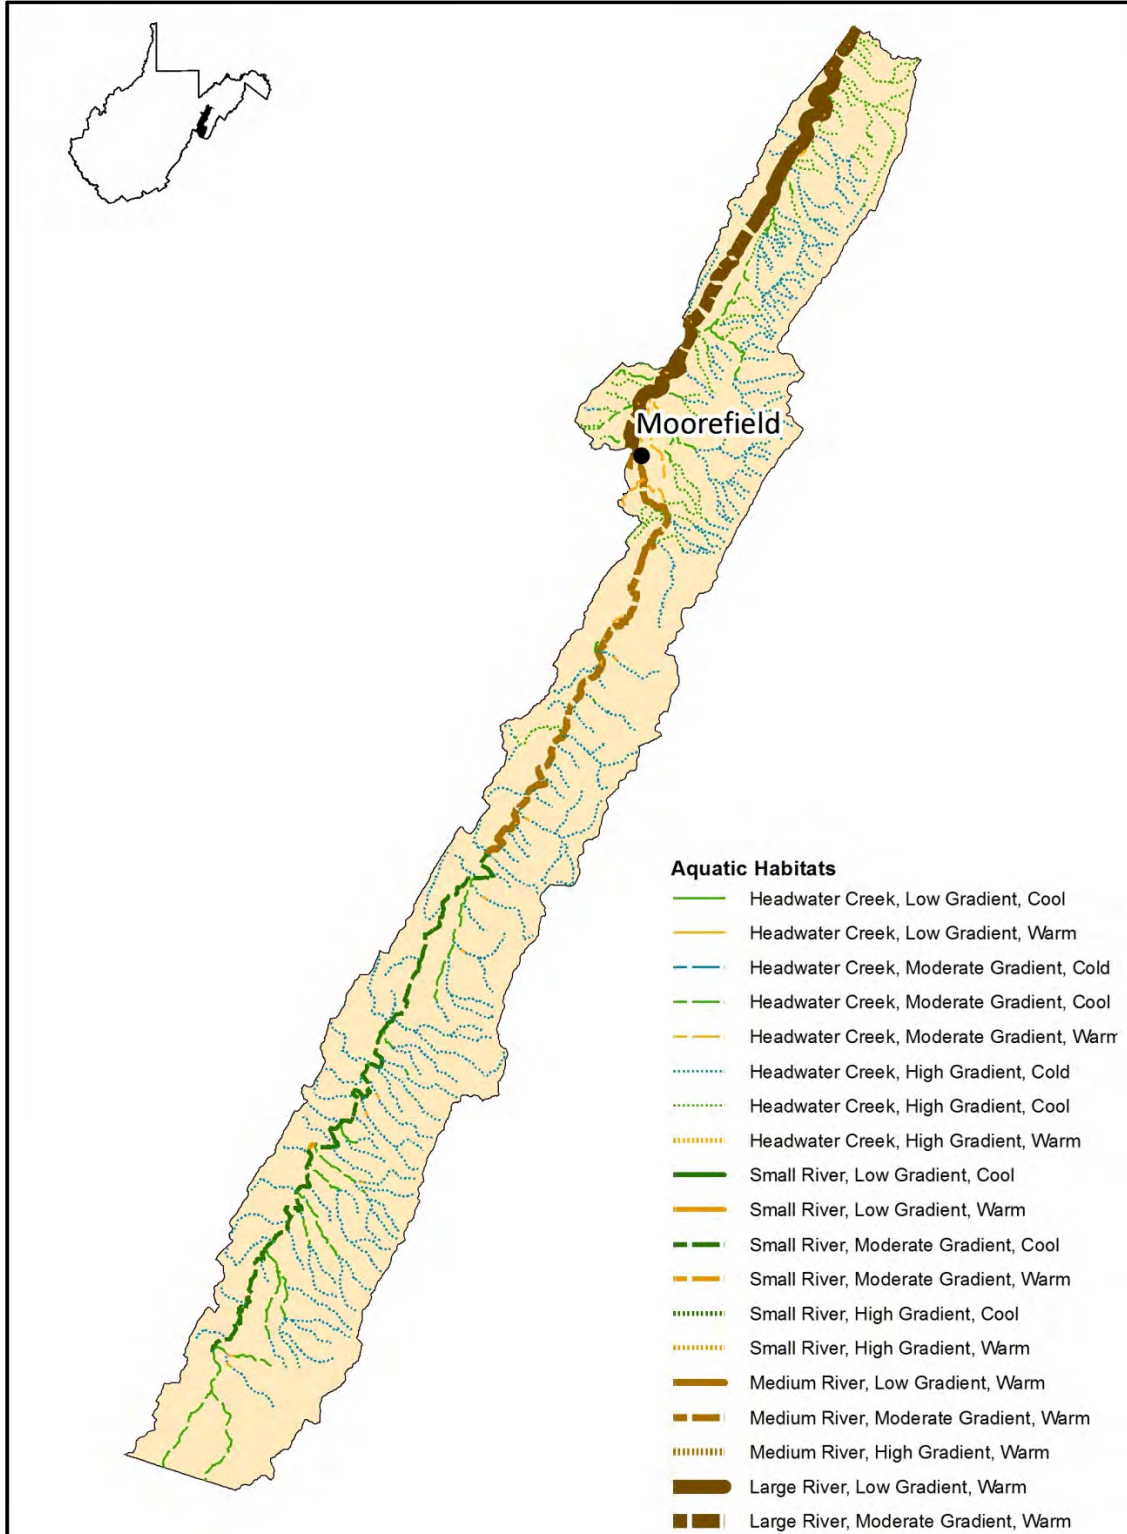 Moorefield
Aquatic Habitats
Headwater Creek, Low Gradient, Cool
Headwater Creek, Low Gradient, Warm
Headwater Creek, Moderate Gradient, Cold
Headwater Creek, Moderate Gradient, Cool
Headwater Creek, Moderate Gradient, Warm
Headwater Creek, High Gradient, Cold
Headwater Creek, High Gradient, Cool
Headwater Creek, High Gradient, Warm
Small River, Low Gradient, Cool
Small River, Low Gradient, Warm
Small River, Moderate Gradient, Cool
Small River, Moderate Gradient, Warm
Small River, High Gradient, Cool
Small River, High Gradient, Warm
Medium River, Low Gradient, Warm
Medium River, Moderate Gradient, Warm
Medium River, High Gradient, Warm
Large River, Low Gradient, Warm
Large River, Moderate Gradient, Warm